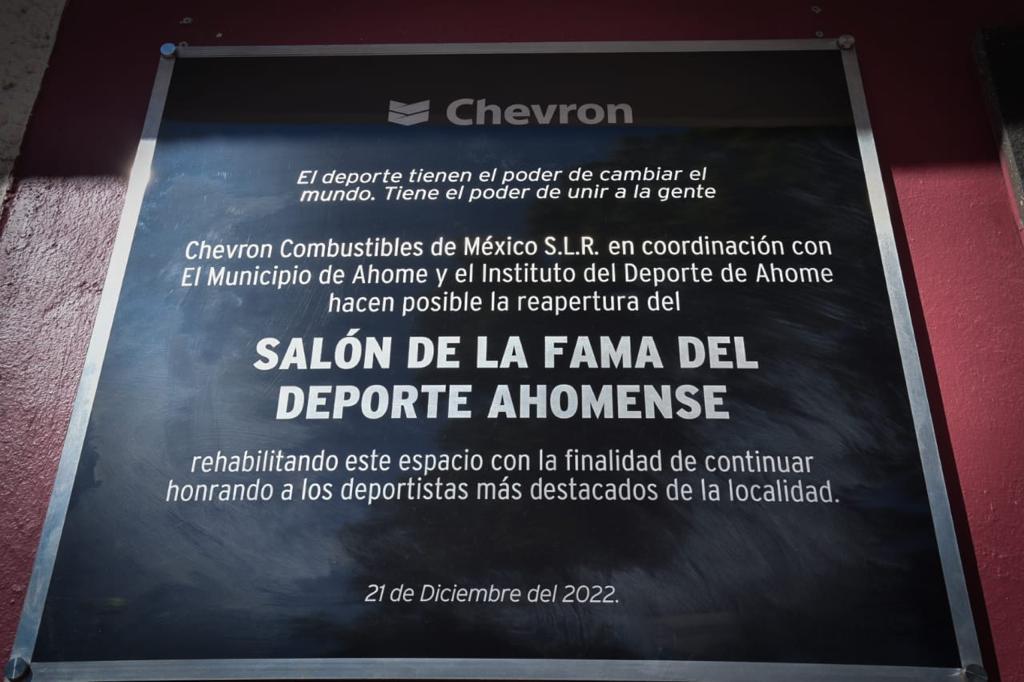 Chevron
El deporte tienen el poder de cambiar el
mundo. Tiene el poder de unir a la gente
Chevron Combustibles de México S.L.R. en coordinación con
El Municipio de Ahome y el Instituto del Deporte de Ahome
hacen posible la reapertura del
SALÓN DE LA FAMA DEL
DEPORTE AHOMENSE
rehabilitando este espacio con la finalidad de continuar
honrando a los deportistas más destacados de la localidad.
21 de Diciembre del 2022.